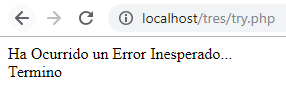 localhost/tres/try.php
Ha Ocurrido un Error Inesperado...
Termino